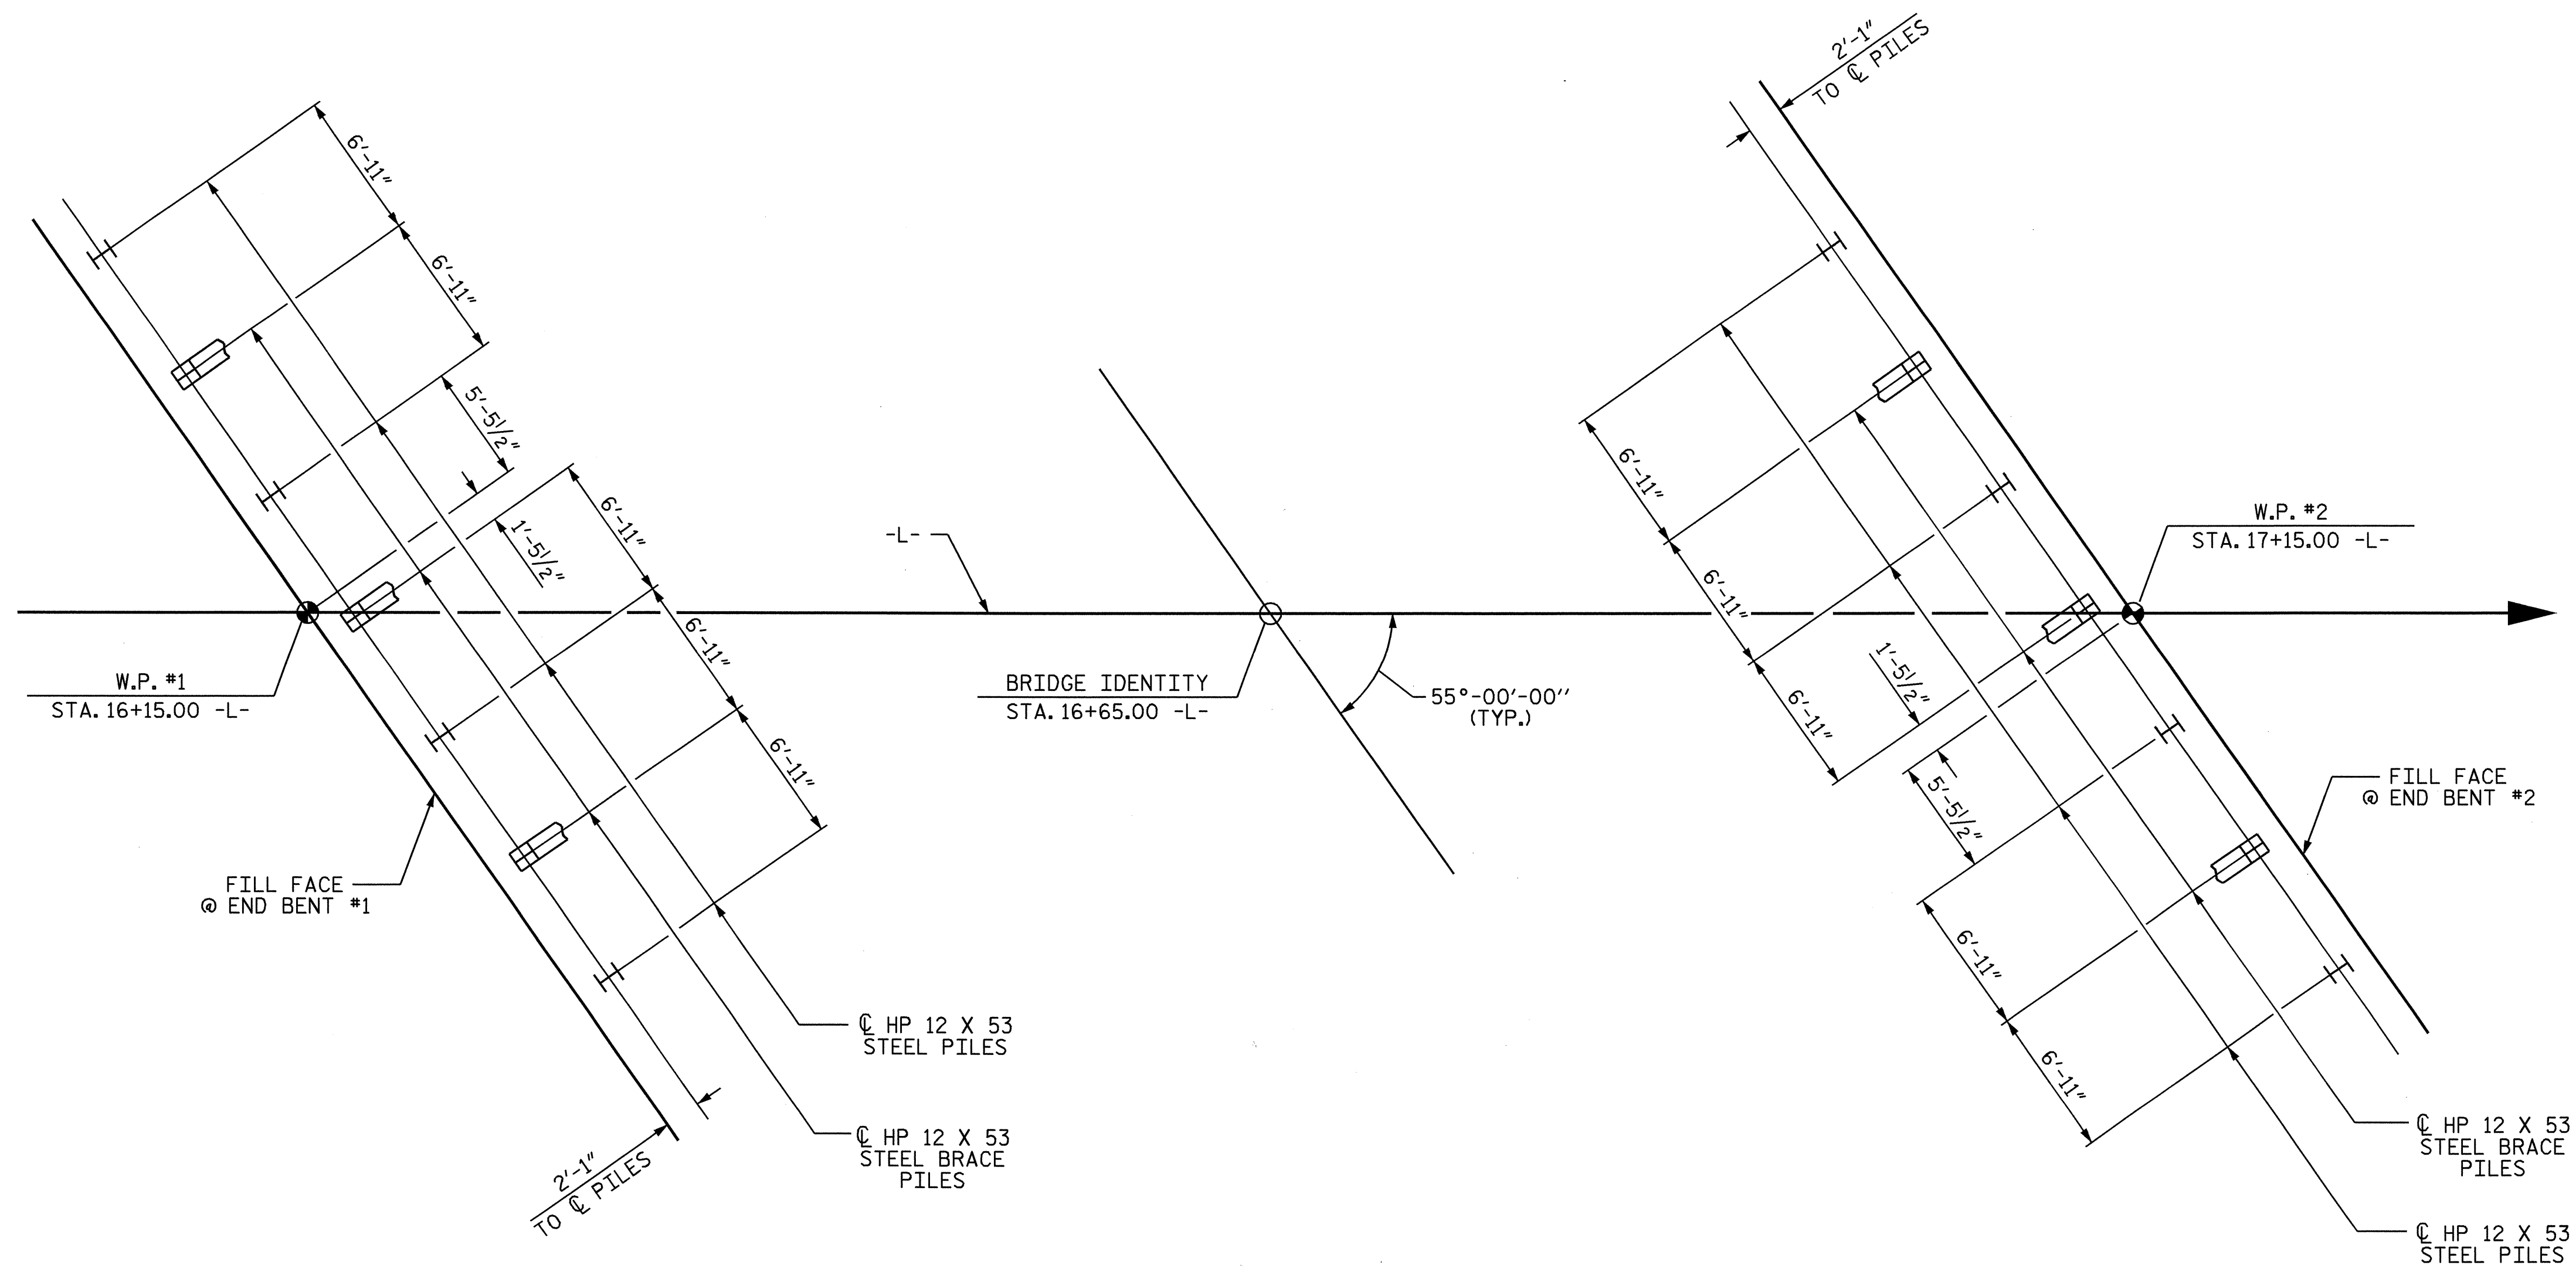 2'-1"
TO ℄ PILES
6'-11"
6'-11"
5'-5½"
6'-11"
1'-5½"
6'-11"
6'-11"
W.P. #1
STA. 16+15.00 -L-
FILL FACE
@ END BENT #1
℄ HP 12 X 53
STEEL PILES
℄ HP 12 X 53
STEEL BRACE
PILES
2'-1"
TO ℄ PILES
-L-
BRIDGE IDENTITY
STA. 16+65.00 -L-
55°-00'-00"
(TYP.)
6'-11"
6'-11"
6'-11"
1'-5½"
5'-5½"
6'-11"
6'-11"
W.P. #2
STA. 17+15.00 -L-
FILL FACE
@ END BENT #2
℄ HP 12 X 53
STEEL BRACE
PILES
℄ HP 12 X 53
STEEL PILES